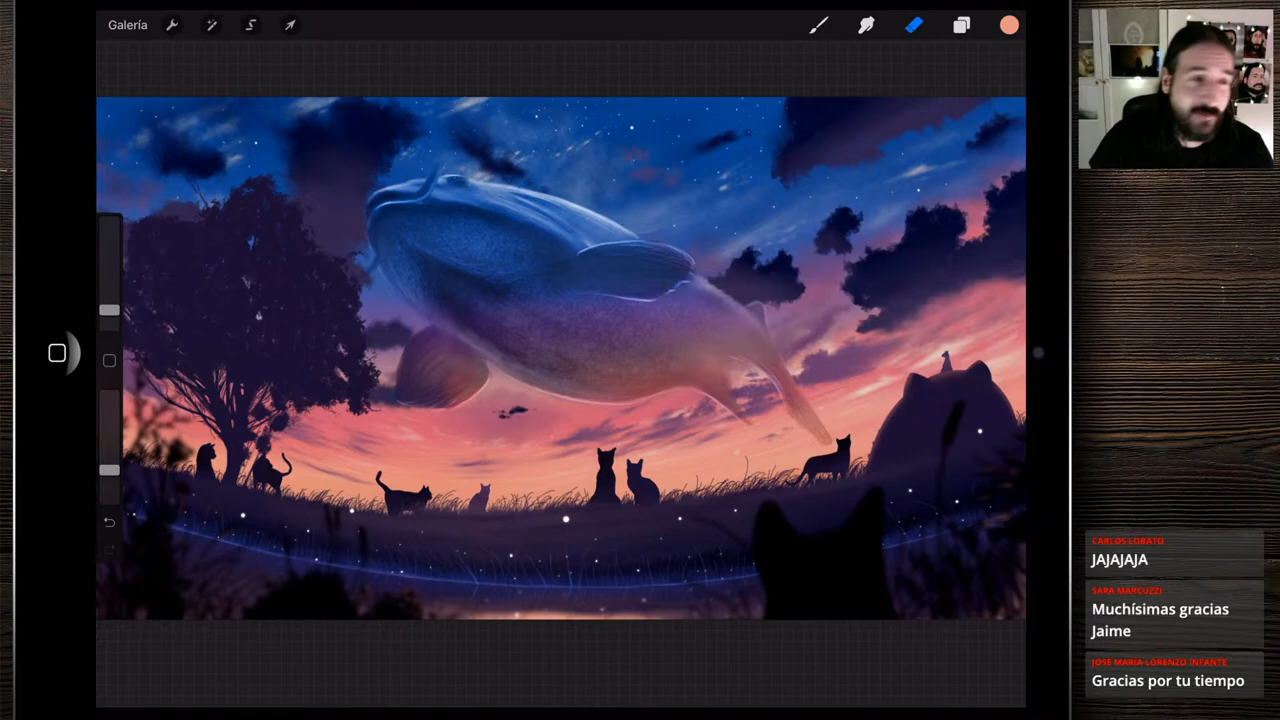 Galería
CARLOS LOBATO
JAJAJAJA
SARA MARCUZZI
Muchísimas gracias
Jaime
JOSE MARIA LORENZO INFANTE
Gracias por tu tiempo